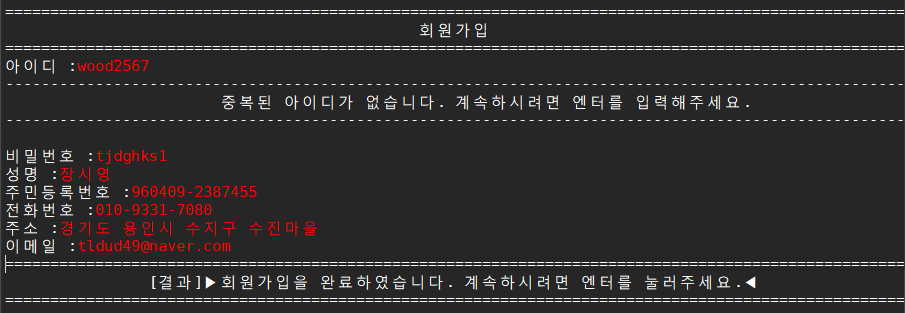 회원가입
아이디 :wood2567
중복된 아이디가 없습니다. 계속하시려면 엔터를 입력해주세요.
비밀번호 :tjdghks1
성명 :장시영
주민등록번호 :960409-2387455
전화번호 :010-9331-7080
주소 :경기도 용인시 수지구 수진마을
이메일 :tldud49@naver.com
[결과]▶회원가입을 완료하였습니다. 계속하시려면 엔터를 눌러주세요.◀